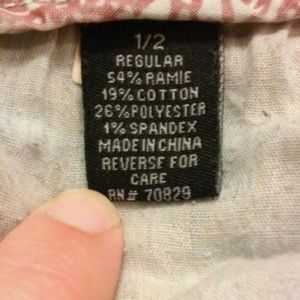 1/2
REGULAR
54% RAMIE
19% COTTON
26% POLYESTER
1% SPANDEX
MADE IN CHINA
REVERSE FOR
CARE
RN# 70829